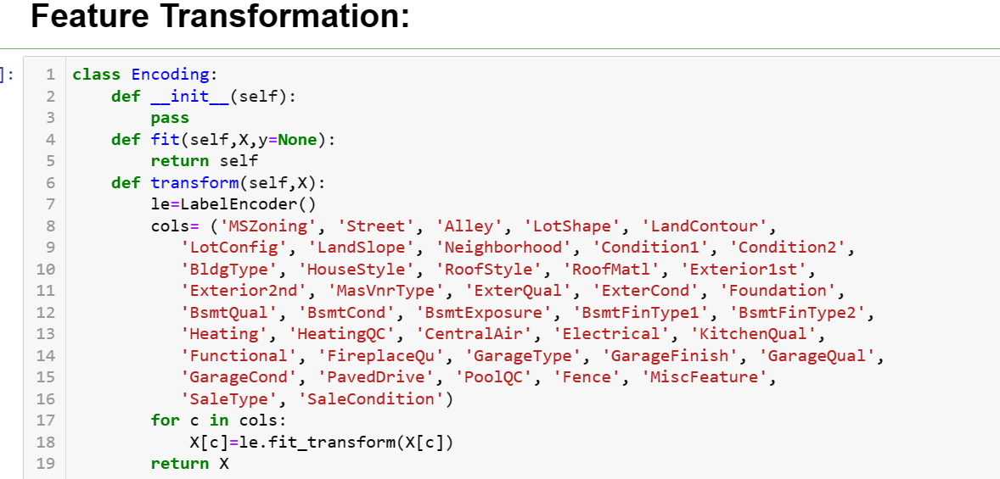 Feature Transformation:
]:
1 class Encoding:
2     def __init__(self):
3         pass
4     def fit(self,X,y=None):
5         return self
6     def transform(self,X):
7         le=LabelEncoder()
8         cols= ('MSZoning', 'Street', 'Alley', 'LotShape', 'LandContour',
9            'LotConfig', 'LandSlope', 'Neighborhood', 'Condition1', 'Condition2',
10            'BldgType', 'HouseStyle', 'RoofStyle', 'RoofMatl', 'Exterior1st',
11            'Exterior2nd', 'MasVnrType', 'ExterQual', 'ExterCond', 'Foundation',
12            'BsmtQual', 'BsmtCond', 'BsmtExposure', 'BsmtFinType1', 'BsmtFinType2',
13            'Heating', 'HeatingQC', 'CentralAir', 'Electrical', 'KitchenQual',
14            'Functional', 'FireplaceQu', 'GarageType', 'GarageFinish', 'GarageQual',
15            'GarageCond', 'PavedDrive', 'PoolQC', 'Fence', 'MiscFeature',
16            'SaleType', 'SaleCondition')
17         for c in cols:
18             X[c]=le.fit_transform(X[c])
19         return X